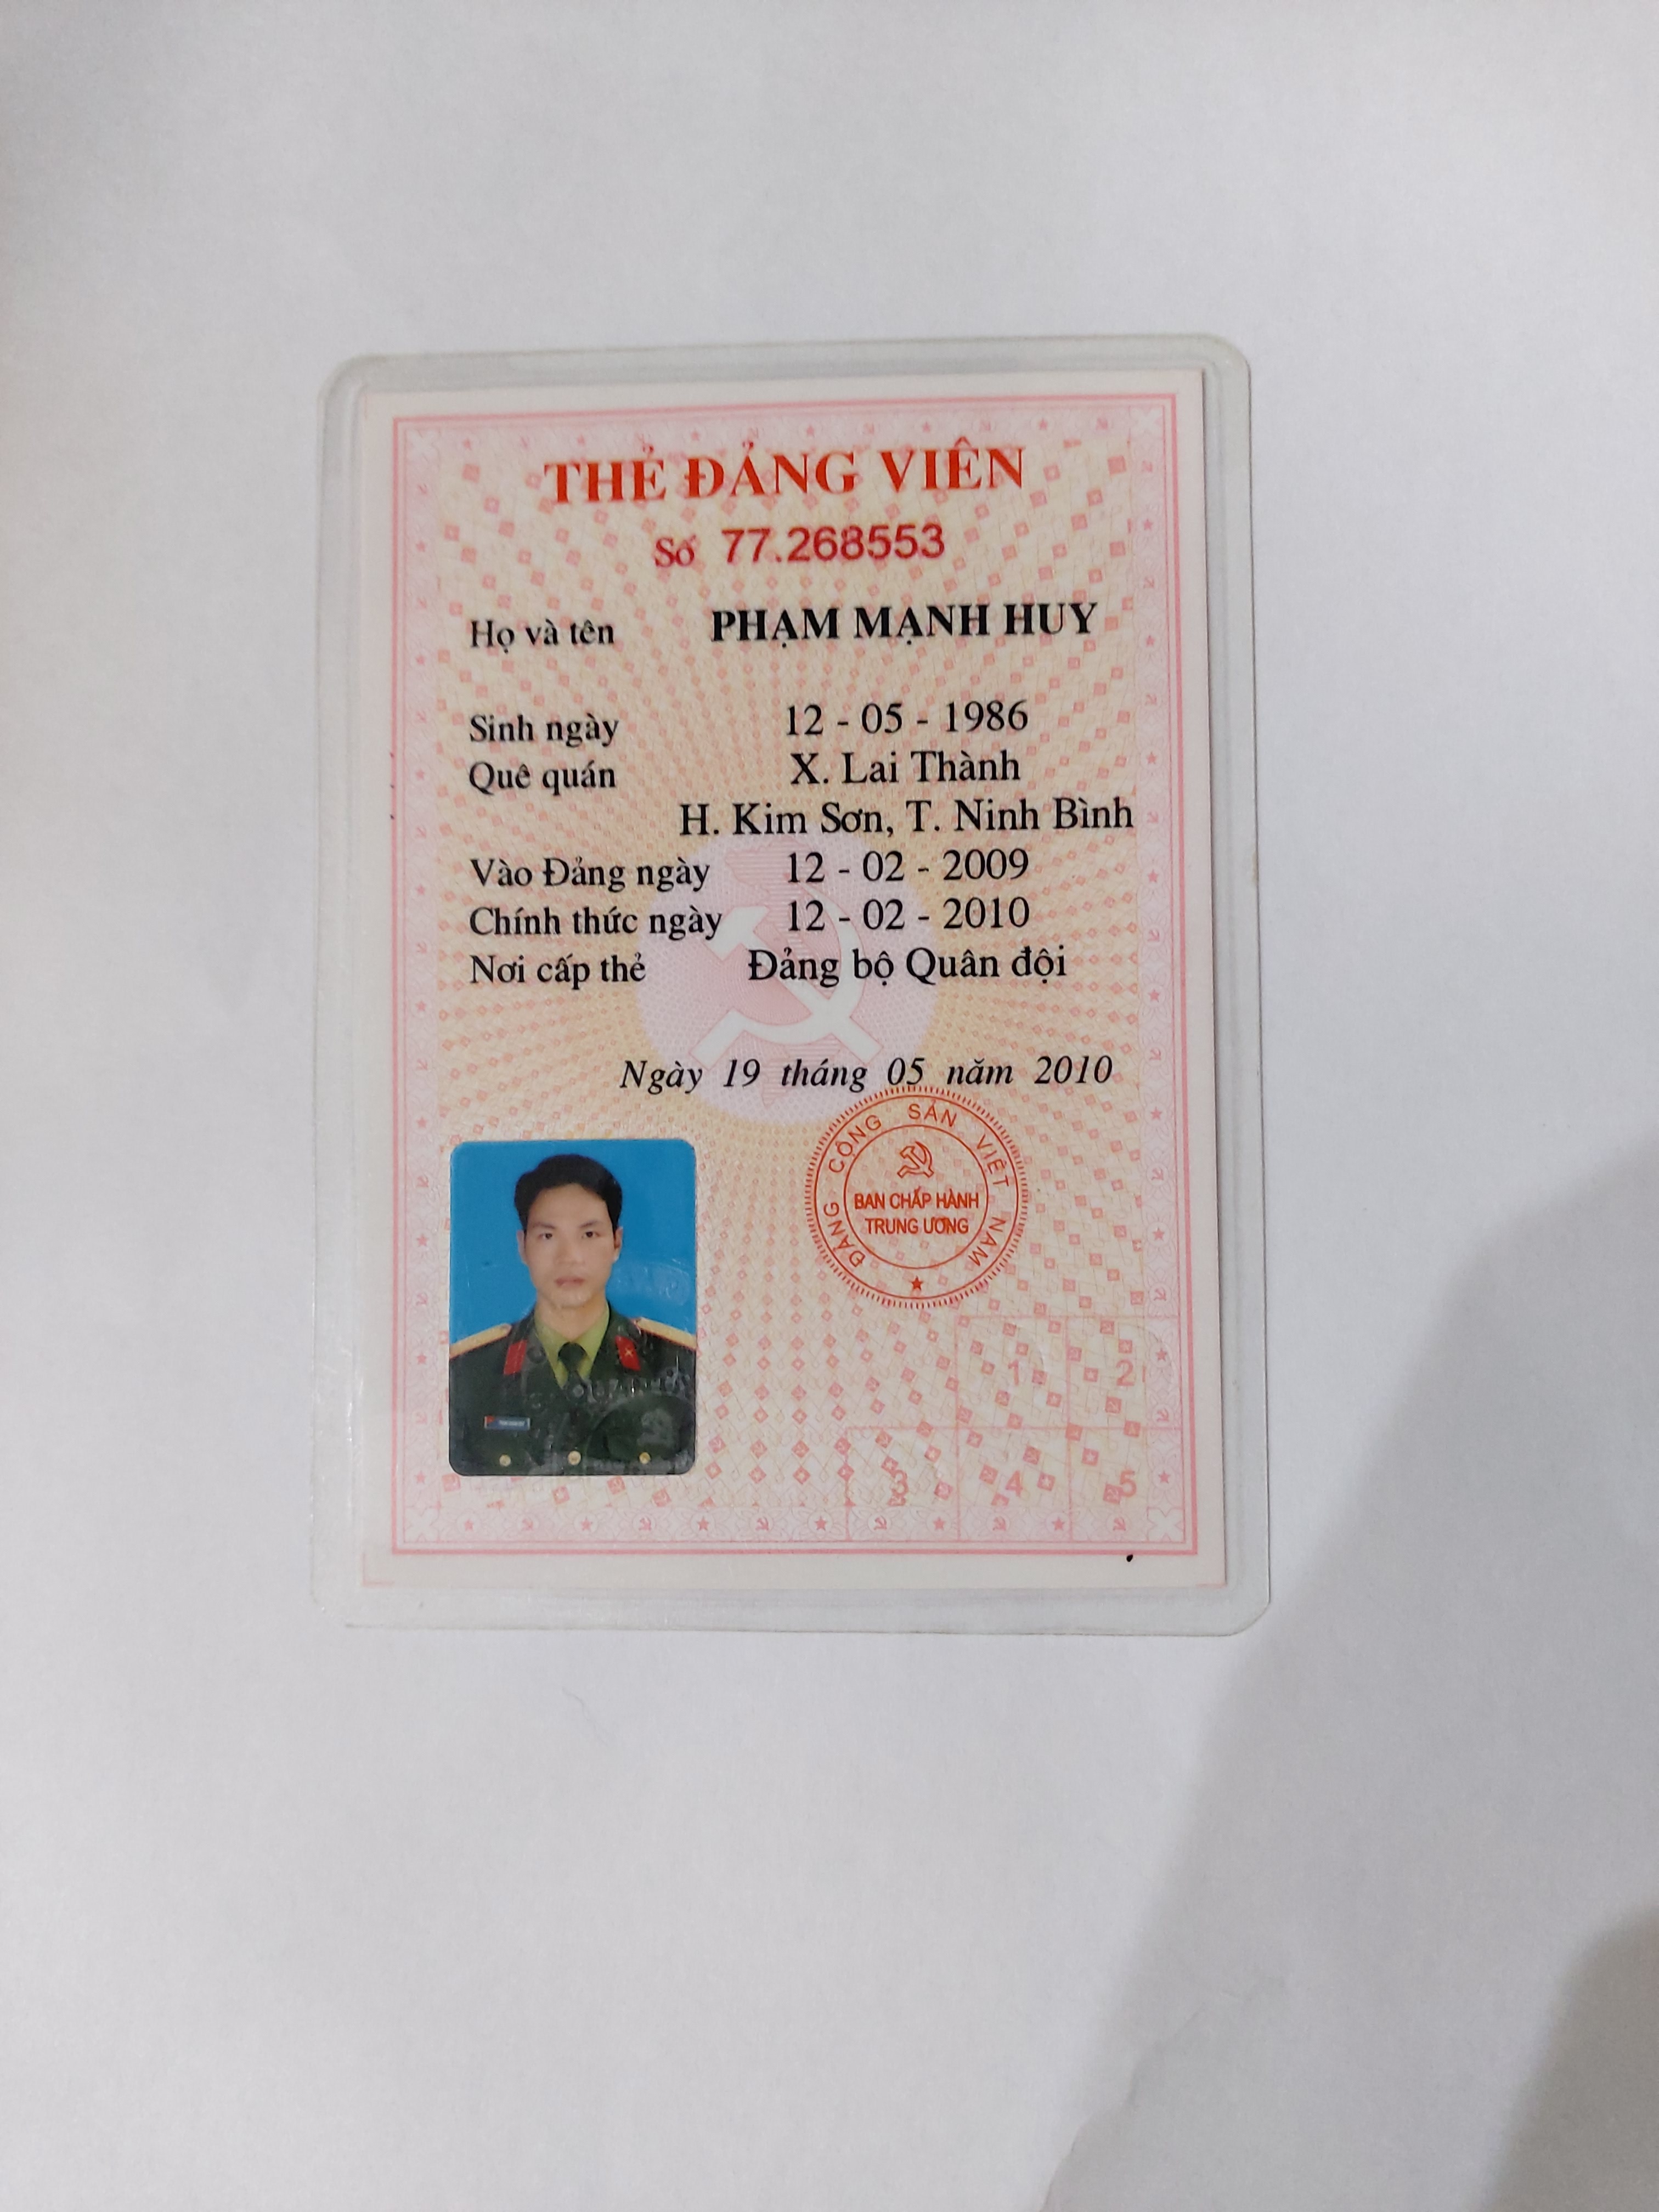 THẺ ĐẢNG VIÊN
Số 77.268553
Họ và tên PHẠM MẠNH HUY
Sinh ngày 12 - 05 - 1986
Quê quán X. Lai Thành
H. Kim Sơn, T. Ninh Bình
Vào Đảng ngày 12 - 02 - 2009
Chính thức ngày 12 - 02 - 2010
Nơi cấp thẻ Đảng bộ Quân đội
Ngày 19 tháng 05 năm 2010
ĐẢNG CỘNG SẢN VIỆT NAM
BAN CHẤP HÀNH
TRUNG ƯƠNG
1 2
3 4 5